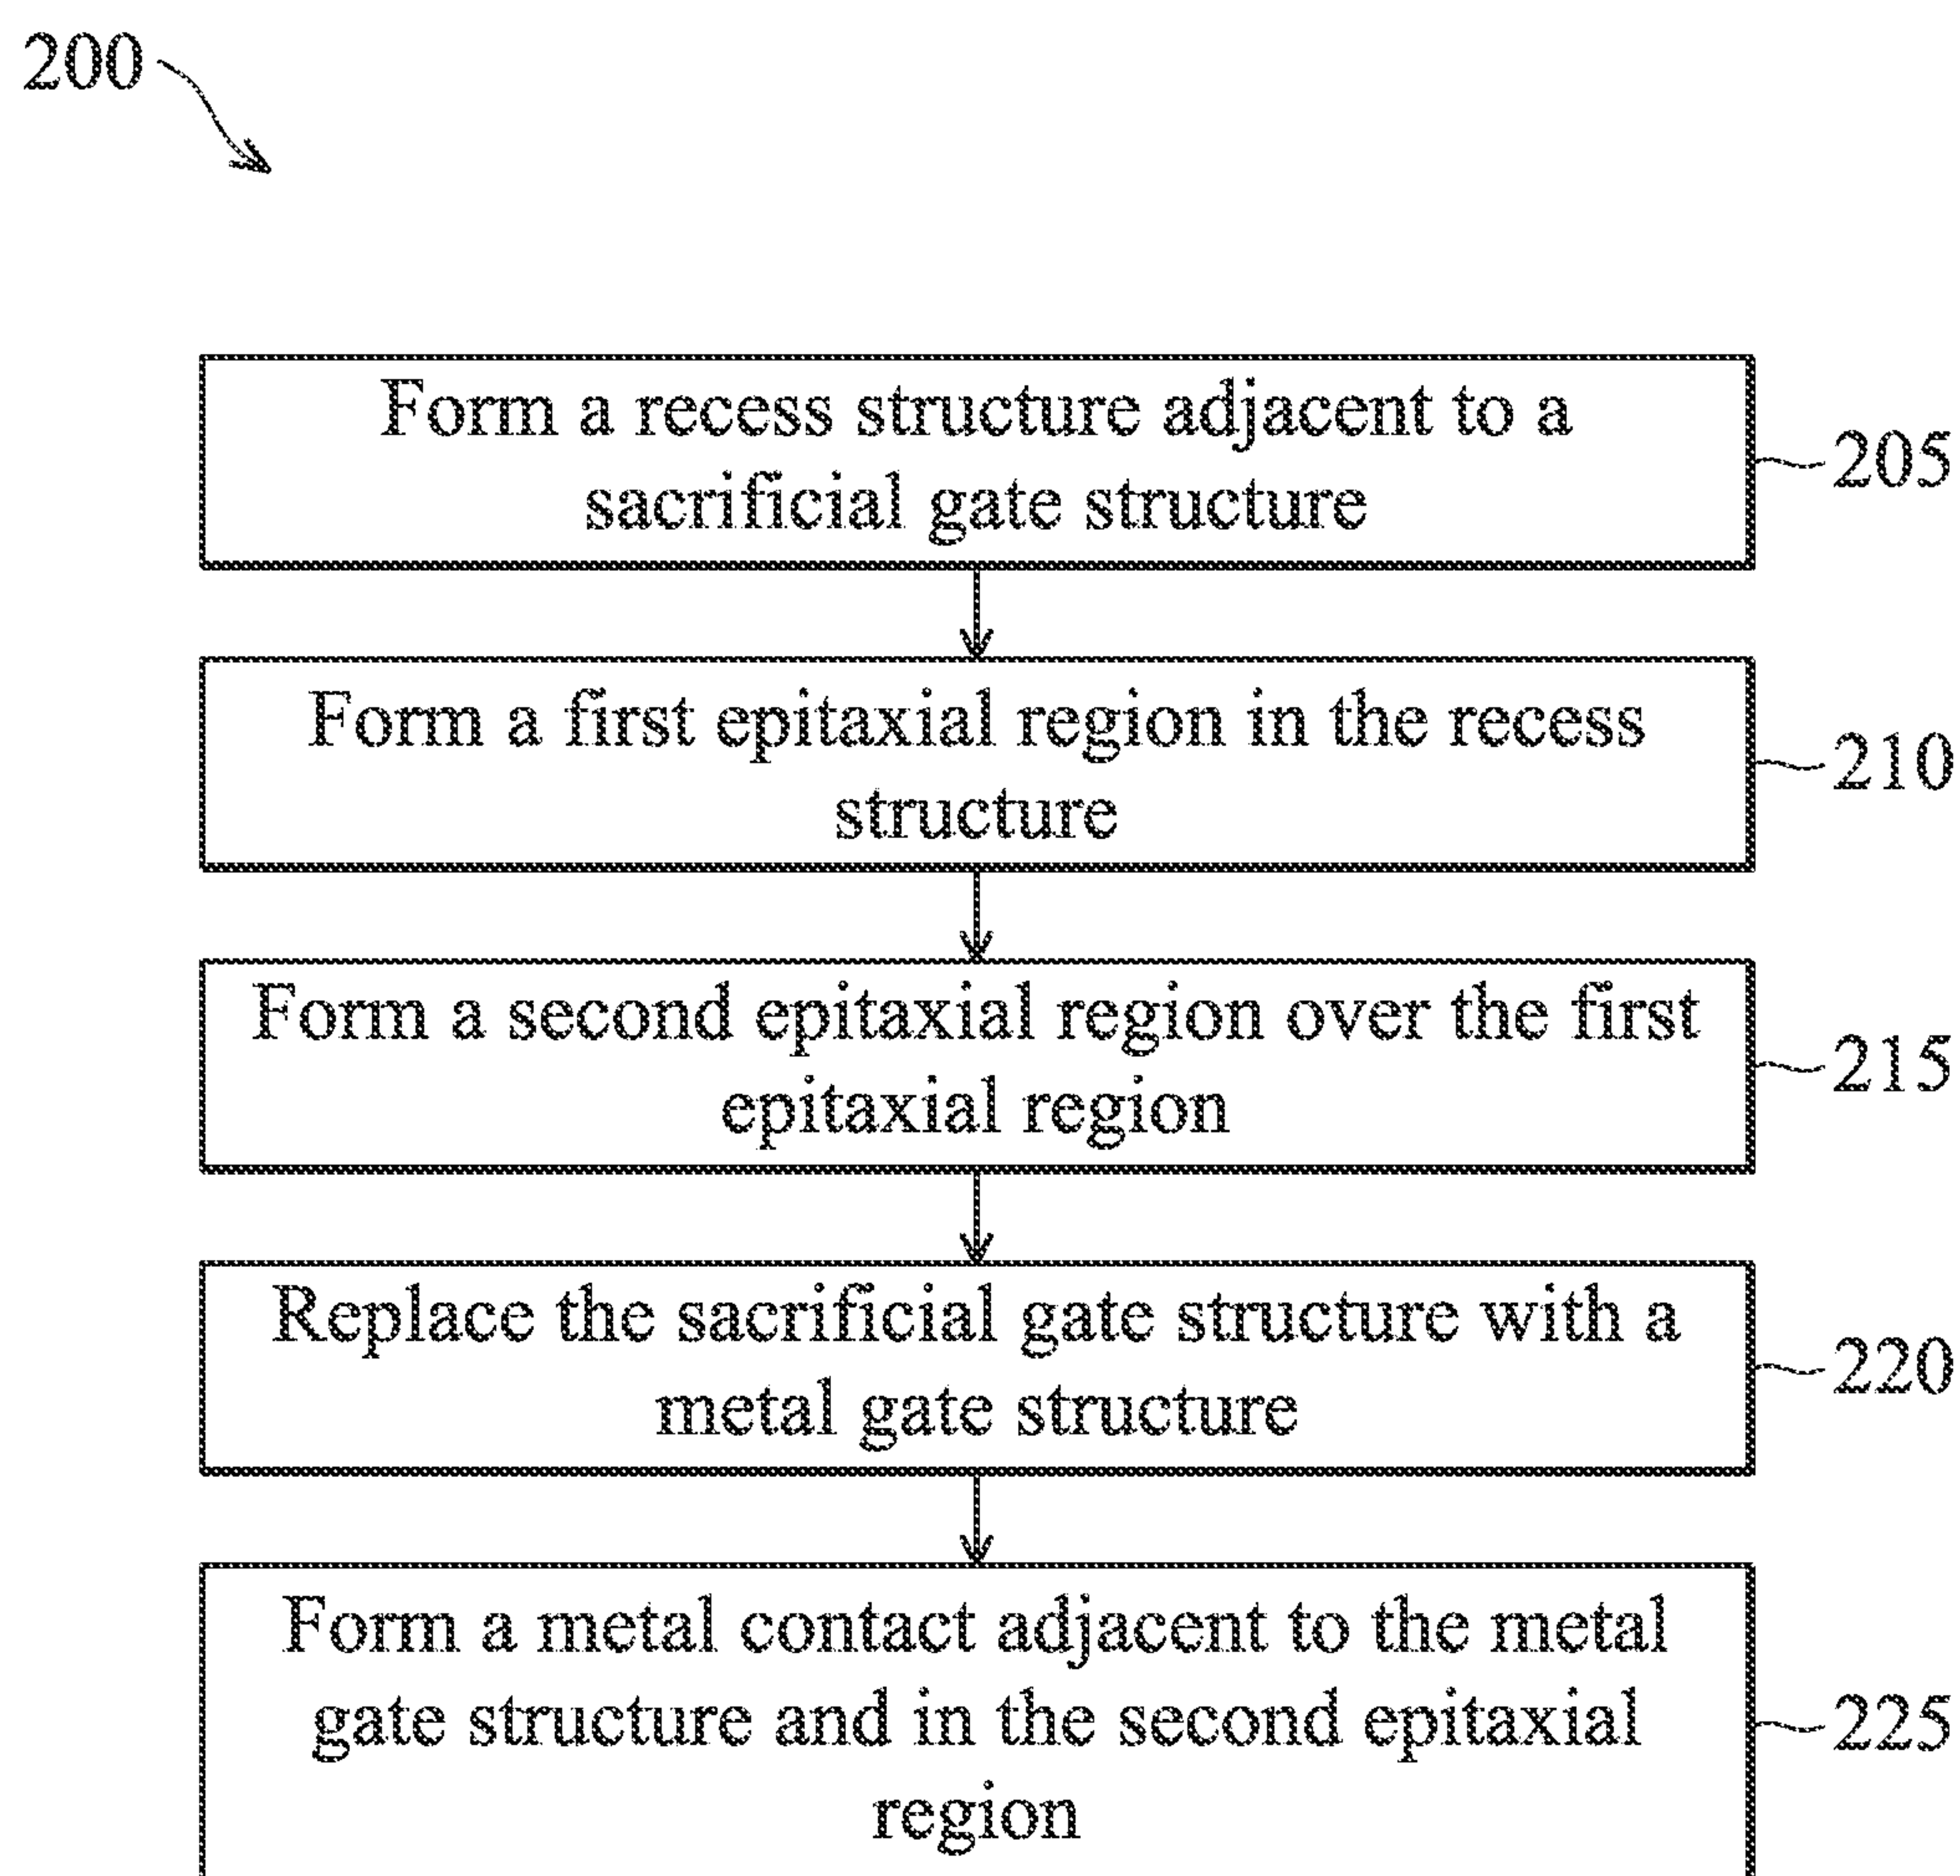 200
Form a recess structure adjacent to a
sacrificial gate structure
205
Form a first epitaxial region in the recess
structure
210
Form a second epitaxial region over the first
epitaxial region
215
Replace the sacrificial gate structure with a
metal gate structure
220
Form a metal contact adjacent to the metal
gate structure and in the second epitaxial
region
225